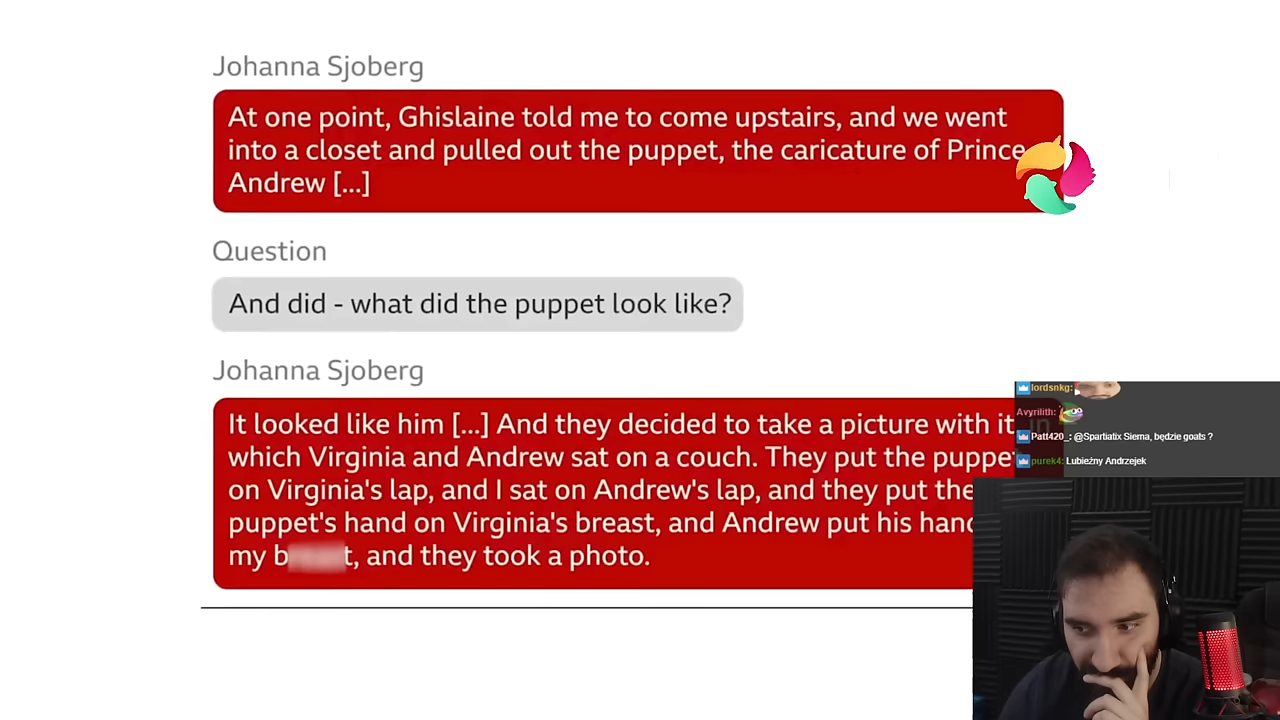 Johanna Sjoberg
At one point, Ghislaine told me to come upstairs, and we went
into a closet and pulled out the puppet, the caricature of Prince
Andrew [...]
Question
And did - what did the puppet look like?
Johanna Sjoberg
It looked like him [...] And they decided to take a picture with it
which Virginia and Andrew sat on a couch. They put the
on Virginia's lap, and I sat on Andrew's lap, and they put the
puppet's hand on Virginia's breast, and Andrew put his
my and they took a photo.
lordsnkg:
Avyrilith:
Patt420_: @Spartiatix Siema, będzie goats ?
purek4: Lubieżny Andrzejek